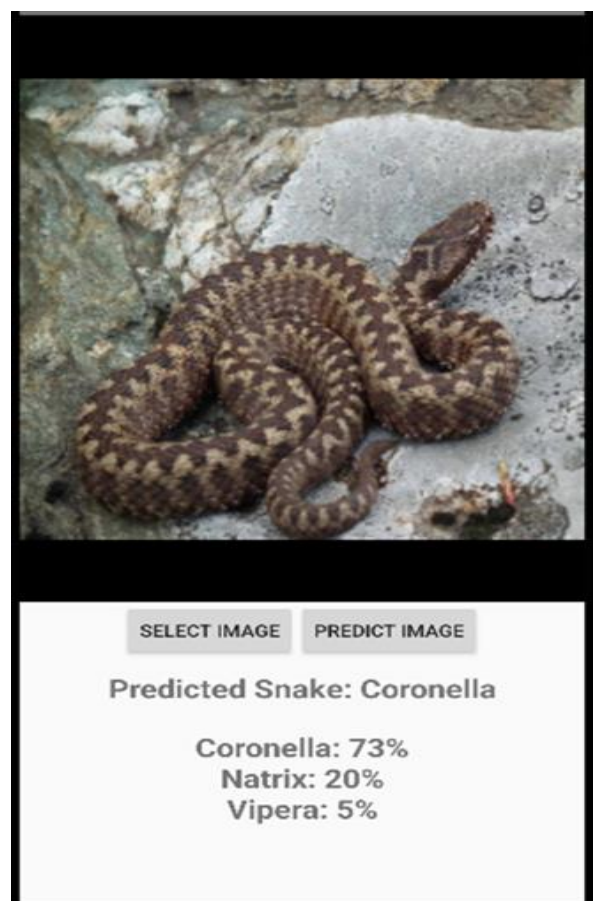 SELECT IMAGE PREDICT IMAGE
Predicted Snake: Coronella
Coronella: 73%
Natrix: 20%
Vipera: 5%